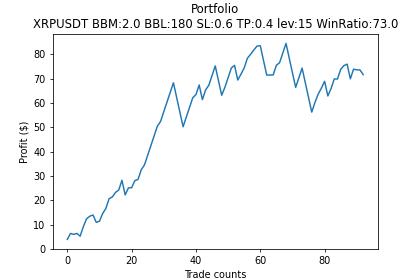 Portfolio
XRPUSDT BBM:2.0 BBL:180 SL:0.6 TP:0.4 lev:15 WinRatio:73.0
80
70
60
50
40
30
20
10
0
Profit ($)
0 20 40 60 80
Trade counts